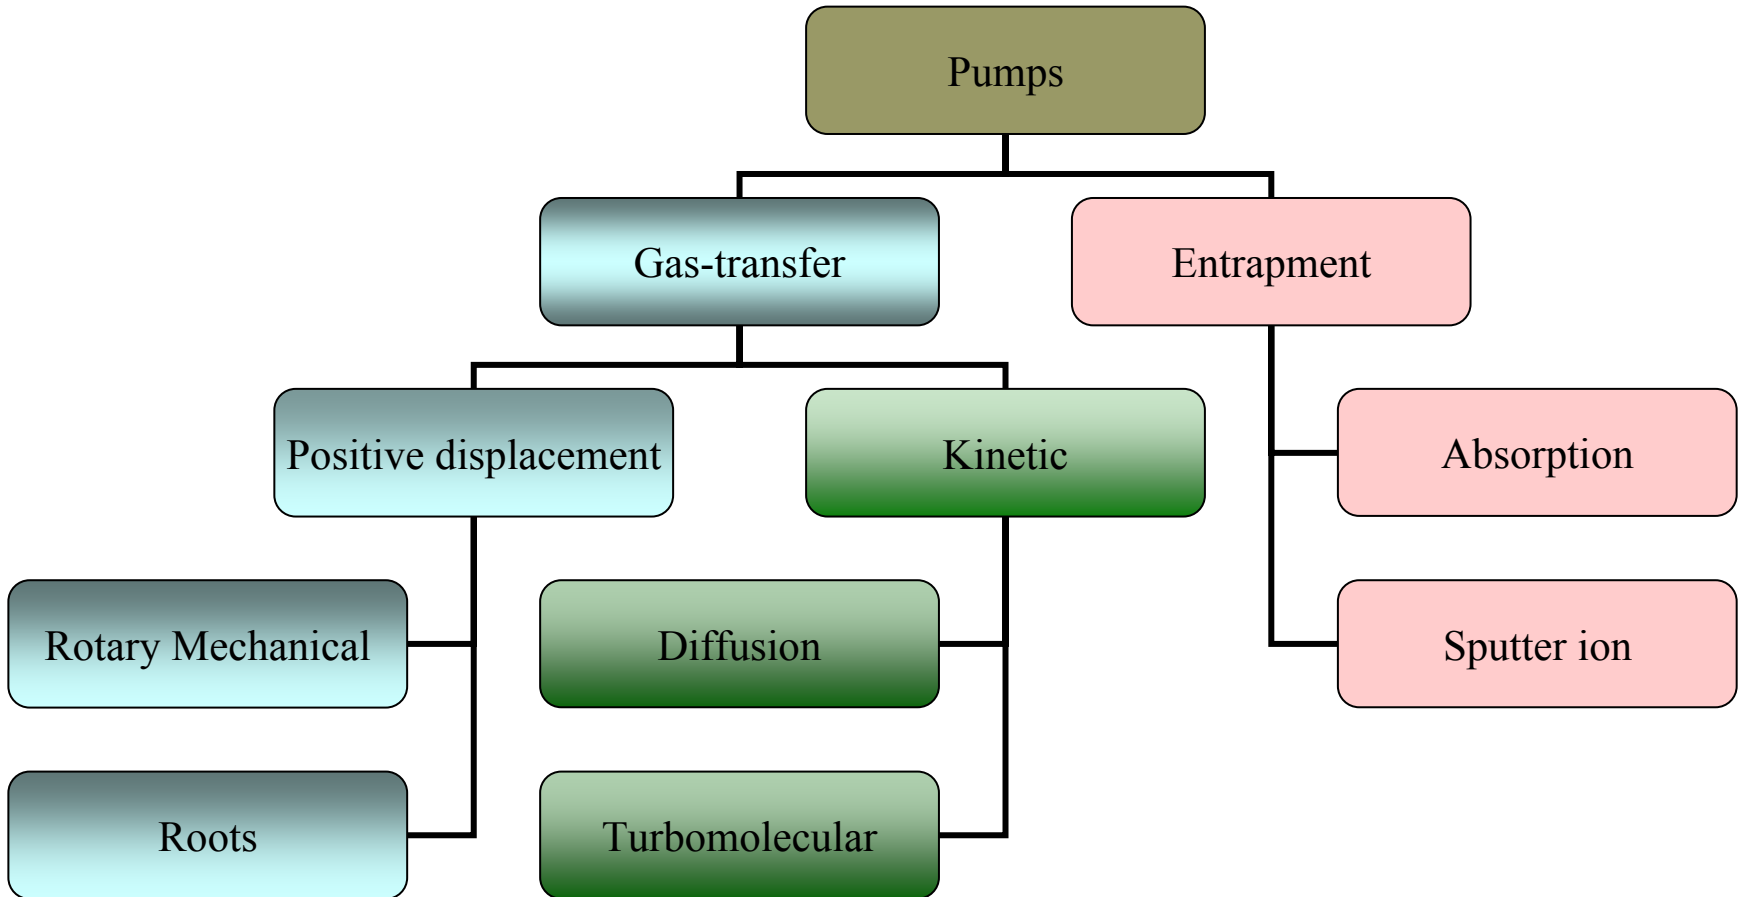 Pumps
Gas-transfer
Entrapment
Positive displacement
Kinetic
Absorption
Rotary Mechanical
Diffusion
Sputter ion
Roots
Turbomolecular